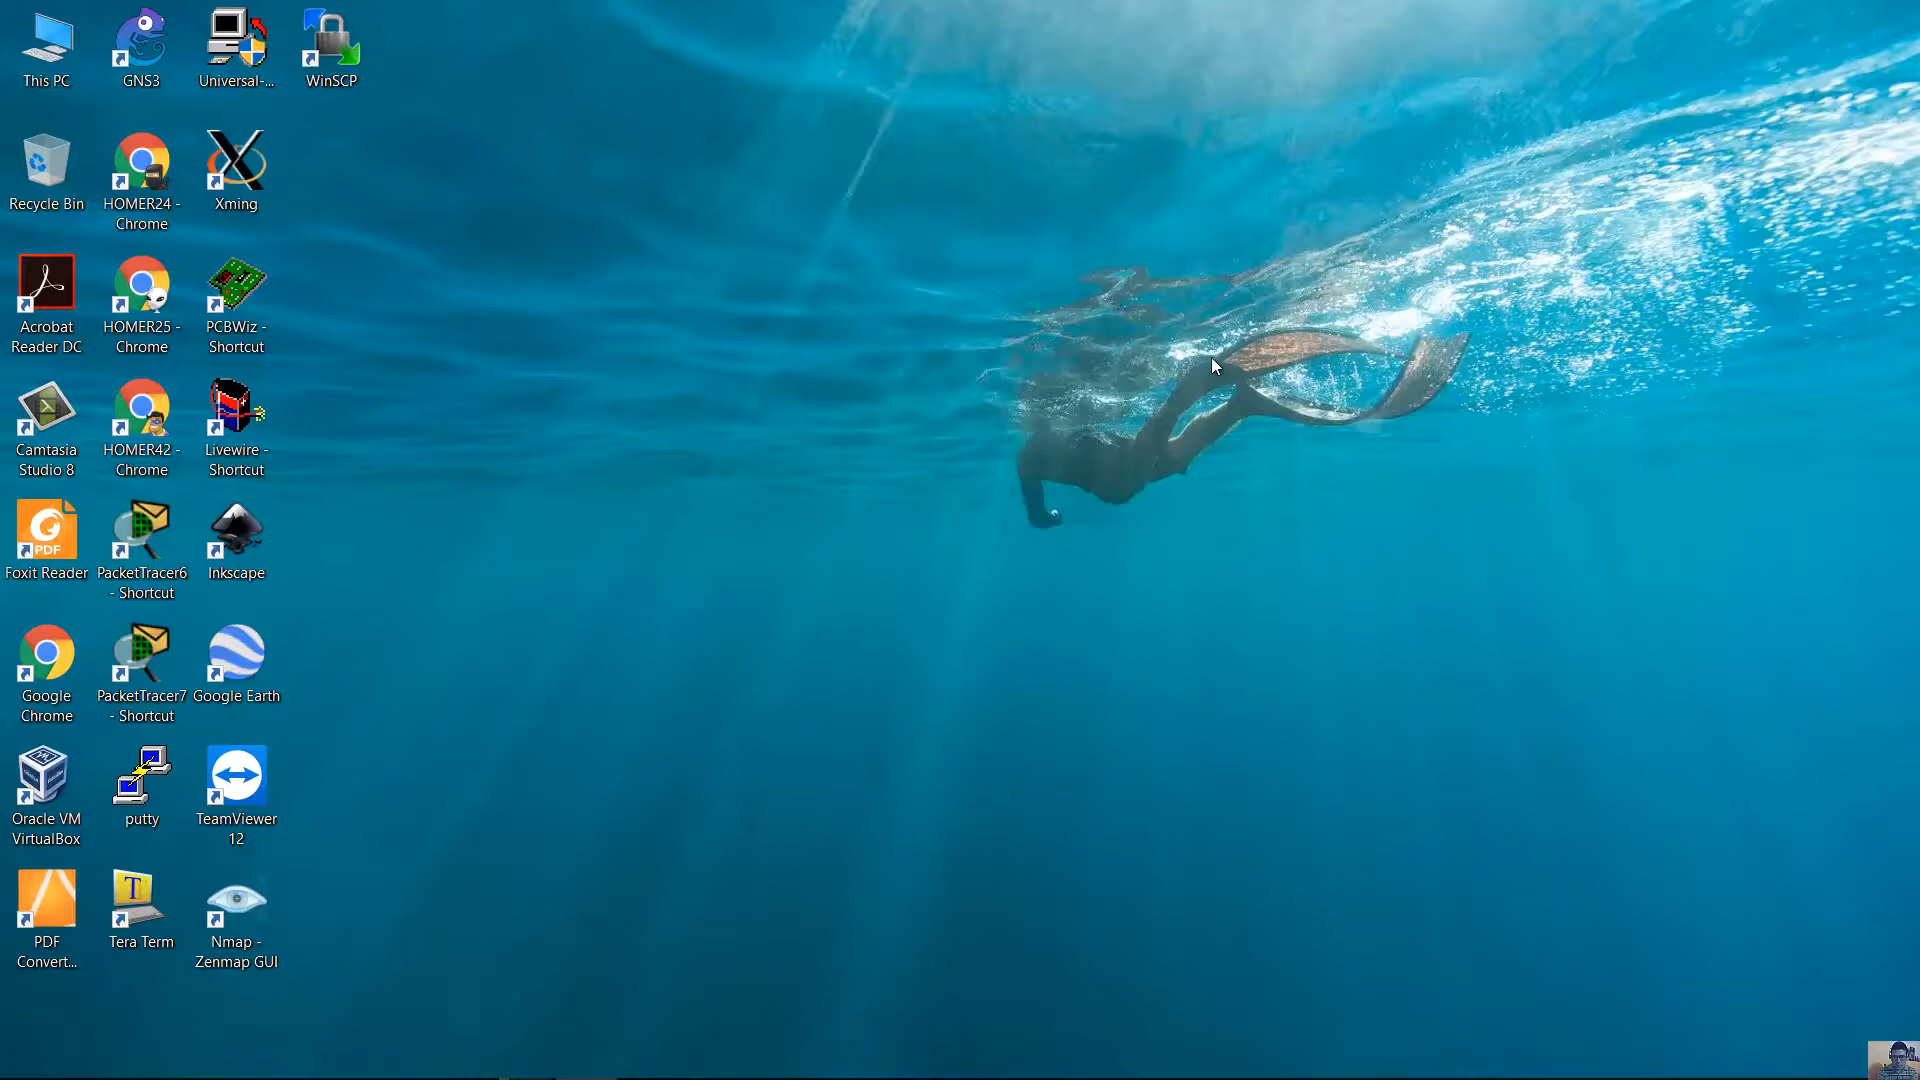 This PC
GNS3
Universal-...
WinSCP
Recycle Bin
HOMER24 -
Chrome
Xming
Acrobat
Reader DC
HOMER25 -
Chrome
PCBWiz -
Shortcut
Camtasia
Studio 8
HOMER42 -
Chrome
Livewire -
Shortcut
PDF
Foxit Reader
PacketTracer6
- Shortcut
Inkscape
Google
Chrome
PacketTracer7
- Shortcut
Google Earth
Oracle VM
VirtualBox
putty
TeamViewer
12
PDF
Convert...
T
Tera Term
Nmap -
Zenmap GUI